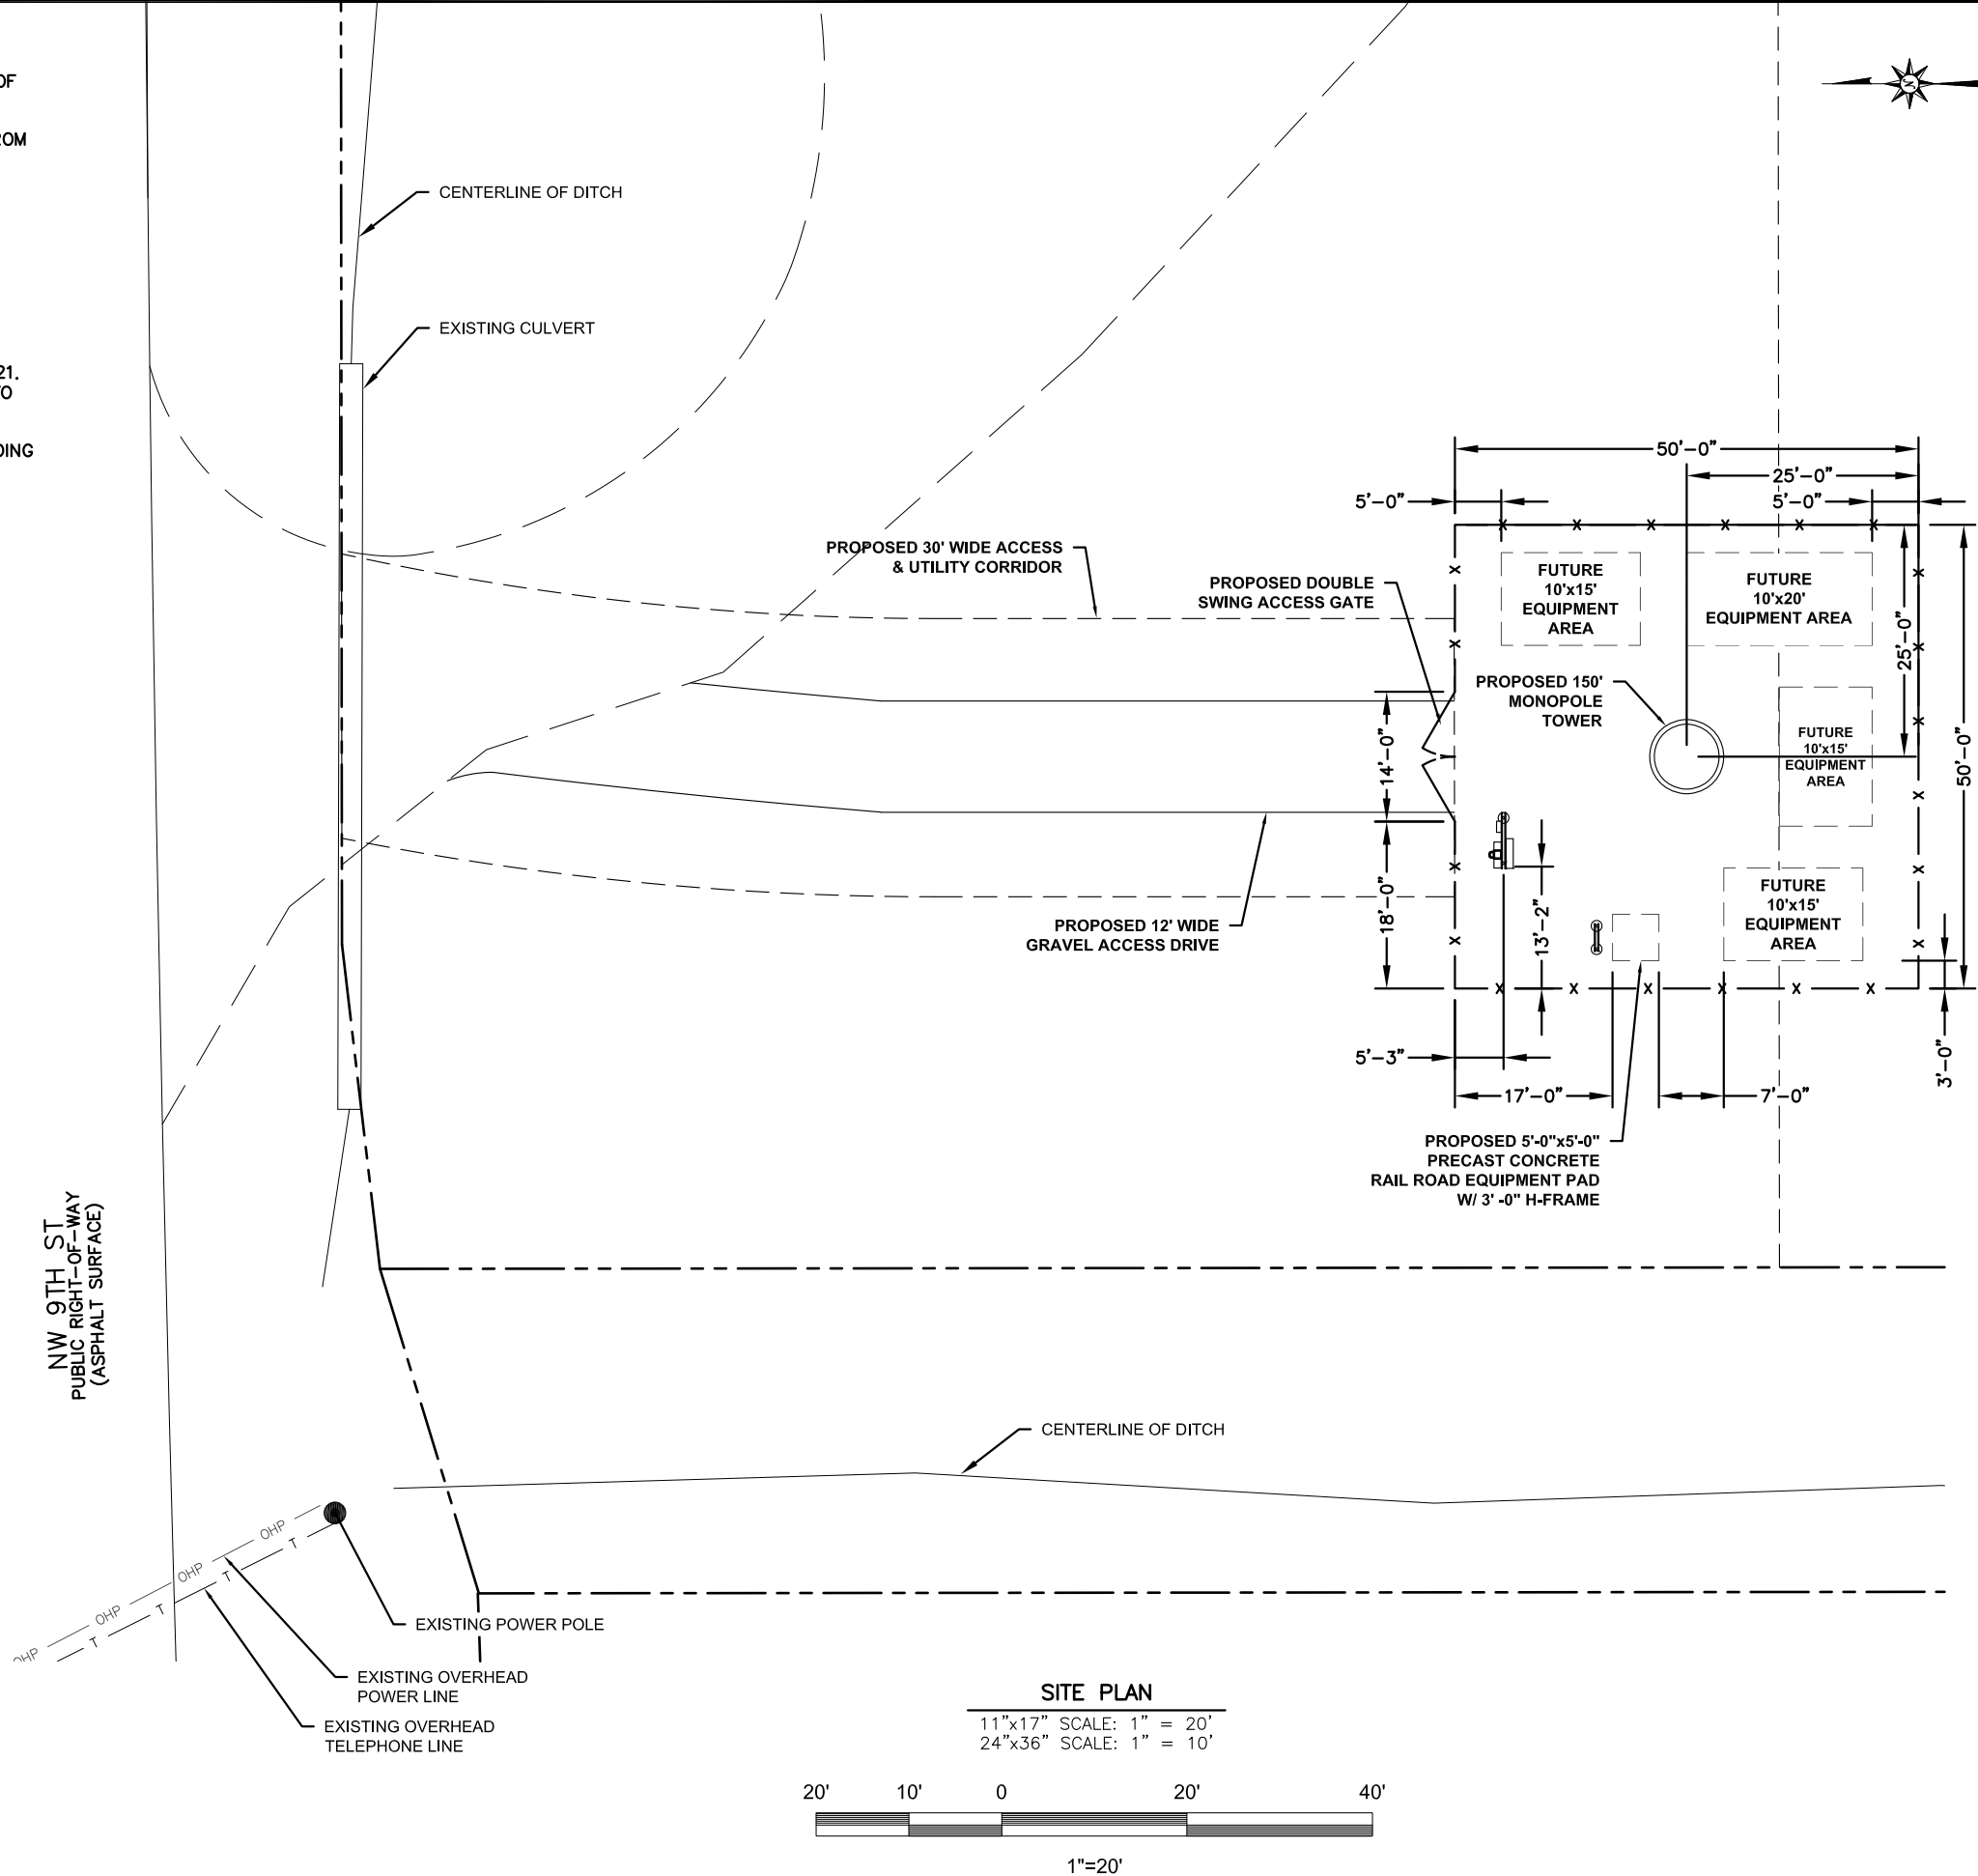 OF
ROM
21.
TO
DING
CENTERLINE OF DITCH
EXISTING CULVERT
PROPOSED 30' WIDE ACCESS
& UTILITY CORRIDOR
PROPOSED DOUBLE
SWING ACCESS GATE
50'-0"
25'-0"
5'-0"
5'-0"
FUTURE
10'x15'
EQUIPMENT
AREA
FUTURE
10'x20'
EQUIPMENT AREA
25'-0"
50'-0"
PROPOSED 150'
MONOPOLE
TOWER
FUTURE
10'x15'
EQUIPMENT
AREA
14'-0"
18'-0"
13'-2"
FUTURE
10'x15'
EQUIPMENT
AREA
PROPOSED 12' WIDE
GRAVEL ACCESS DRIVE
5'-3"
17'-0"
7'-0"
3'-0"
PROPOSED 5'-0"x5'-0"
PRECAST CONCRETE
RAIL ROAD EQUIPMENT PAD
W/ 3' -0" H-FRAME
NW 9TH ST
PUBLIC RIGHT-OF-WAY
(ASPHALT SURFACE)
CENTERLINE OF DITCH
OHP
OHP
OHP
OHP
T
T
T
T
EXISTING POWER POLE
EXISTING OVERHEAD
POWER LINE
EXISTING OVERHEAD
TELEPHONE LINE
SITE PLAN
11"x17" SCALE: 1" = 20'
24"x36" SCALE: 1" = 10'
20' 10' 0 20' 40'
1"=20'